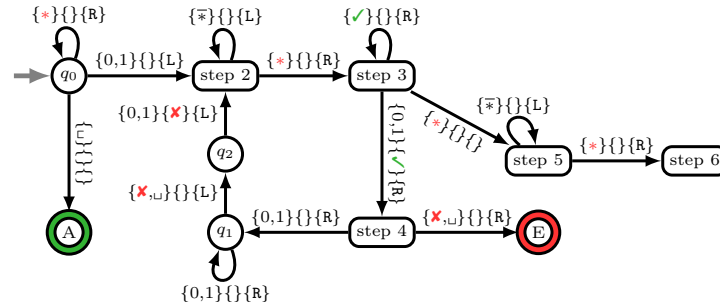 {*}{}{R}
{*̅}{}{L}
{✓}{}{R}
q₀
{0,1}{}{L}
step 2
{*}{}{R}
step 3
{␣}{}{}
{0,1}{✘}{L}
{0,1}{✓}{R}
{*}{}{}
{*̅}{}{L}
q₂
step 5
{*}{}{R}
step 6
{✘,␣}{}{L}
A
q₁
{0,1}{}{R}
step 4
{✘,␣}{}{R}
E
{0,1}{}{R}